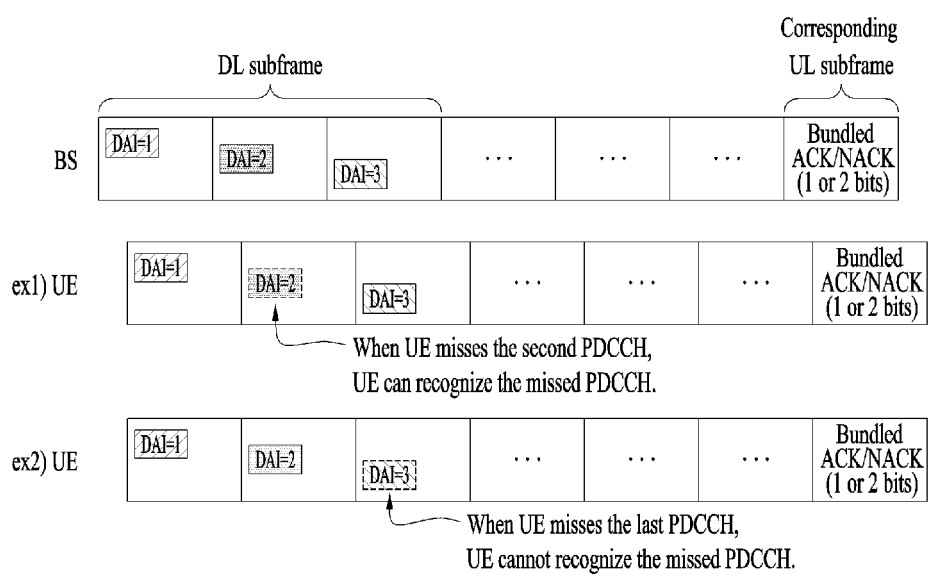 Corresponding
DL subframe
UL subframe
BS
DAI=1
DAI=2
DAI=3
...
...
...
Bundled
ACK/NACK
(1 or 2 bits)
ex1) UE
DAI=1
DAI=2
DAI=3
...
...
...
Bundled
ACK/NACK
(1 or 2 bits)
When UE misses the second PDCCH,
UE can recognize the missed PDCCH.
ex2) UE
DAI=1
DAI=2
DAI=3
...
...
...
Bundled
ACK/NACK
(1 or 2 bits)
When UE misses the last PDCCH,
UE cannot recognize the missed PDCCH.